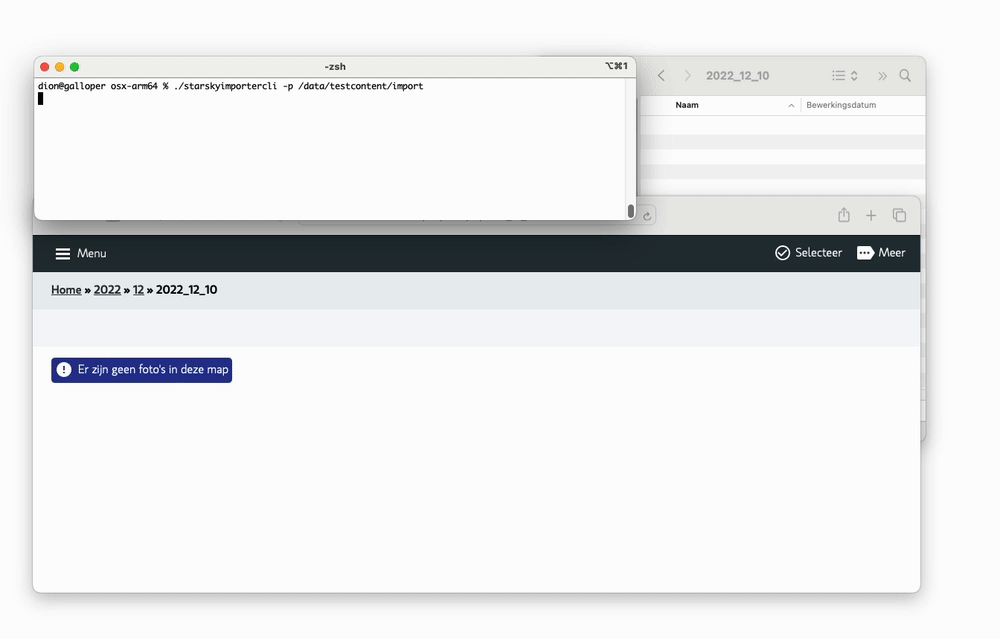 -zsh
⌥⌘1
dion@galloper osx-arm64 % ./starskyimportercli -p /data/testcontent/import
2022_12_10
Naam
Bewerkingsdatum
Menu
Selecteer
Meer
Home » 2022 » 12 » 2022_12_10
Er zijn geen foto's in deze map